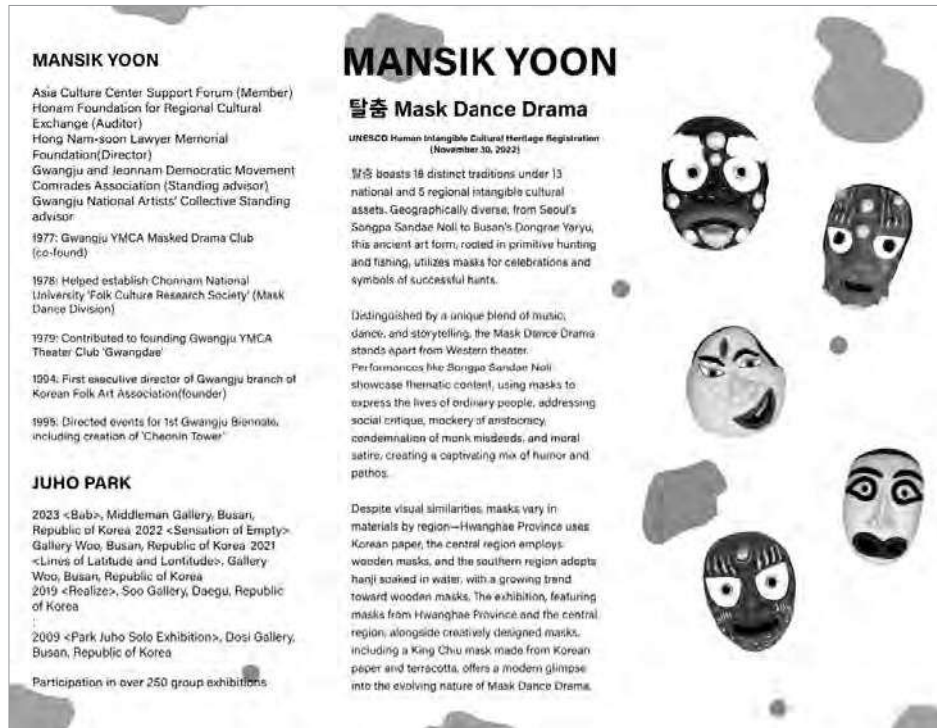 MANSIK YOON
Asia Culture Center Support Forum (Member)
Honam Foundation for Regional Cultural
Exchange (Auditor)
Hong Nam-soon Lawyer Memorial
Foundation(Director)
Gwangju and Jeonnam Democratic Movement
Comrades Association (Standing advisor)
Gwangju National Artists' Collective Standing
advisor
1977: Gwangju YMCA Masked Drama Club
(co-found)
1978: Helped establish Chonnam National
University 'Folk Culture Research Society' (Mask
Dance Division)
1979: Contributed to founding Gwangju YMCA
Theater Club 'Gwangdae'
1994: First executive director of Gwangju branch of
Korean Folk Art Association(founder)
1995: Directed events for 1st Gwangju Biennale,
including creation of 'Cheonin Tower'
JUHO PARK
2023 <Bab>, Middleman Gallery, Busan,
Republic of Korea 2022 <Sensation of Empty>
Gallery Woo, Busan, Republic of Korea 2021
<Lines of Latitude and Lontitude>, Gallery
Woo, Busan, Republic of Korea
2019 <Realize>, Soo Gallery, Daegu, Republic
of Korea
:
2009 <Park Juho Solo Exhibition>, Dosi Gallery,
Busan, Republic of Korea
Participation in over 250 group exhibitions
MANSIK YOON
탈춤 Mask Dance Drama
UNESCO Human Intangible Cultural Heritage Registration
(November 30, 2022)
탈춤 boasts 18 distinct traditions under 13
national and 5 regional intangible cultural
assets. Geographically diverse, from Seoul's
Songpa Sandae Noli to Busan's Dongrae Yaryu,
this ancient art form, rooted in primitive hunting
and fishing, utilizes masks for celebrations and
symbols of successful hunts.
Distinguished by a unique blend of music,
dance, and storytelling, the Mask Dance Drama
stands apart from Western theater.
Performances like Songpa Sandae Noli
showcase thematic content, using masks to
express the lives of ordinary people, addressing
social critique, mockery of aristocracy,
condemnation of monk misdeeds, and moral
satire, creating a captivating mix of humor and
pathos.
Despite visual similarities, masks vary in
materials by region—Hwanghae Province uses
Korean paper, the central region employs
wooden masks, and the southern region adopts
hanji soaked in water, with a growing trend
toward wooden masks. The exhibition, featuring
masks from Hwanghae Province and the central
region, alongside creatively designed masks,
including a King Chiu mask made from Korean
paper and terracotta, offers a modern glimpse
into the evolving nature of Mask Dance Drama.